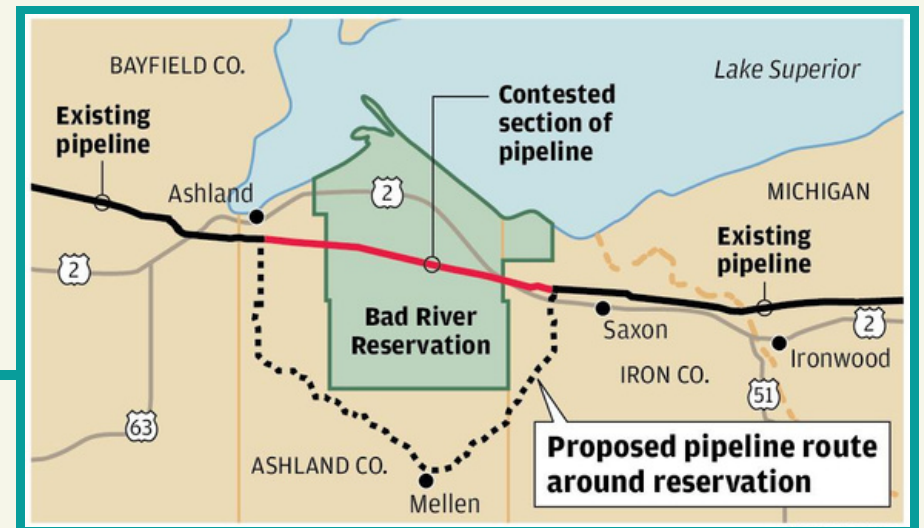 BAYFIELD CO.
Lake Superior
Existing
pipeline
Contested
section of
pipeline
Ashland
2
MICHIGAN
2
Existing
pipeline
Bad River
Reservation
Saxon
2
Ironwood
IRON CO.
51
63
Proposed pipeline route
around reservation
ASHLAND CO.
Mellen